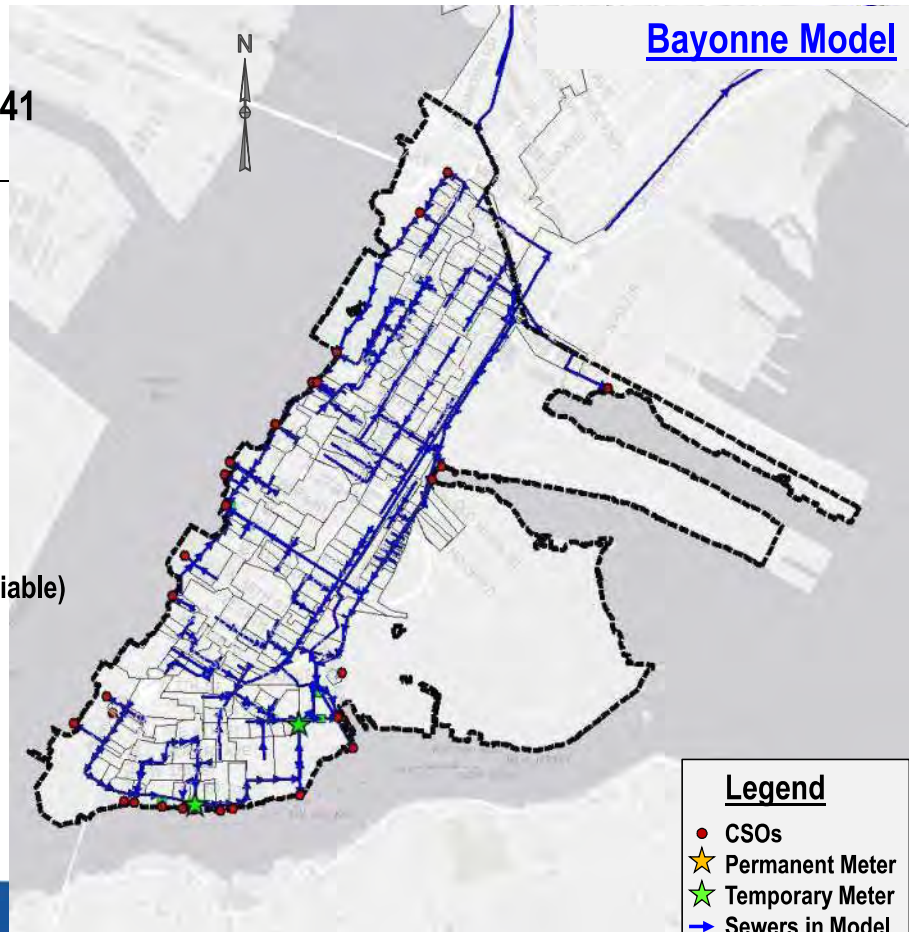 Bayonne Model
N
41
iable)
Legend
CSOs
Permanent Meter
Temporary Meter
Sewers in Model